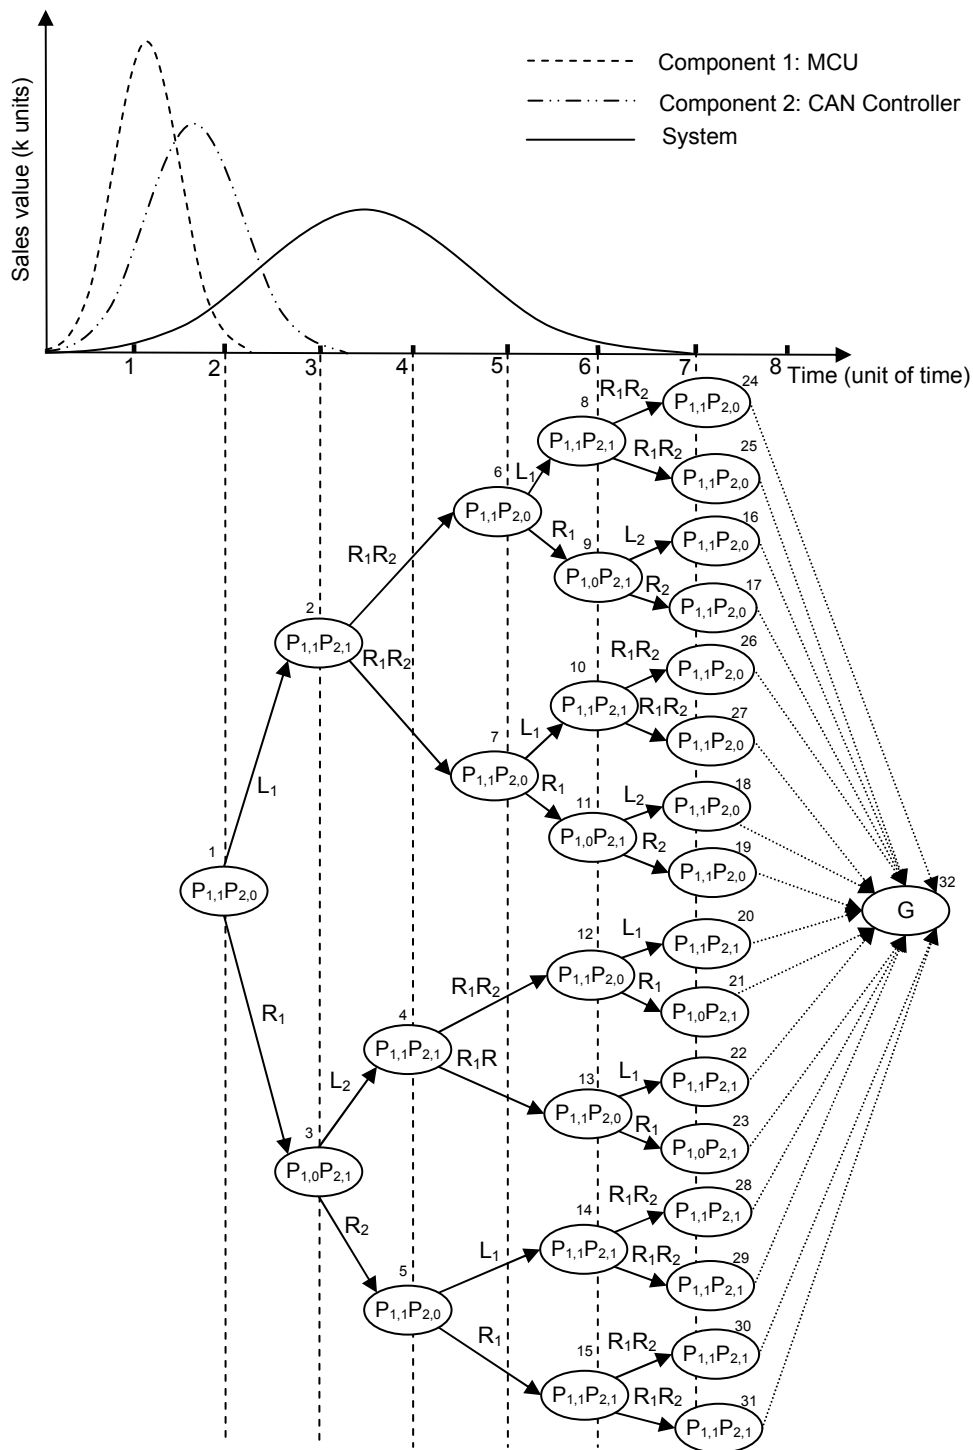 Sales value (k units)
Component 1: MCU
Component 2: CAN Controller
System
1 2 3 4 5 6 7 8
Time (unit of time)
24
R₁R₂
P₁,₁P₂,₀
8
P₁,₁P₂,₁
R₁R₂
25
P₁,₁P₂,₀
6
L₁
P₁,₁P₂,₀
16
L₂
P₁,₁P₂,₀
R₁
9
P₁,₀P₂,₁
R₂
17
P₁,₁P₂,₀
R₁R₂
2
P₁,₁P₂,₁
R₁R₂
26
R₁R₂
P₁,₁P₂,₀
10
P₁,₁P₂,₁
R₁R₂
27
P₁,₁P₂,₀
7
L₁
P₁,₁P₂,₀
R₁
18
L₂
P₁,₁P₂,₀
11
P₁,₀P₂,₁
R₂
19
P₁,₁P₂,₀
L₁
1
P₁,₁P₂,₀
32
G
R₁
20
L₁
P₁,₁P₂,₁
12
P₁,₁P₂,₀
R₁
21
P₁,₀P₂,₁
R₁R₂
4
P₁,₁P₂,₁
R₁R
22
L₁
P₁,₁P₂,₁
13
P₁,₁P₂,₀
R₁
23
P₁,₀P₂,₁
L₂
3
P₁,₀P₂,₁
R₂
28
R₁R₂
P₁,₁P₂,₁
14
P₁,₁P₂,₁
R₁R₂
29
P₁,₁P₂,₁
L₁
5
P₁,₁P₂,₀
R₁
30
R₁R₂
P₁,₁P₂,₁
15
P₁,₁P₂,₁
R₁R₂
31
P₁,₁P₂,₁